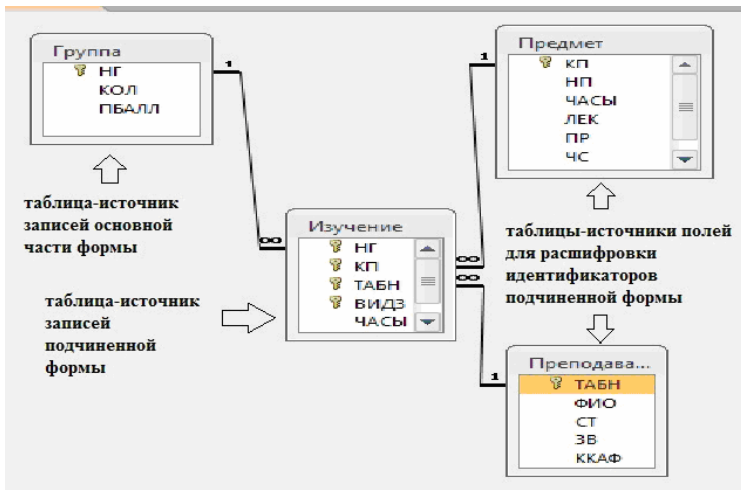 Группа
НГ
КОЛ
ПБАЛЛ
1
таблица-источник
записей основной
части формы
1
Предмет
КП
НП
ЧАСЫ
ЛЕК
ПР
ЧС
таблицы-источники полей
для расшифровки
идентификаторов
подчиненной формы
∞
Изучение
НГ
КП
ТАБН
ВИДЗ
ЧАСЫ
∞
∞
таблица-источник
записей
подчиненной
формы
1
Преподава...
ТАБН
ФИО
СТ
ЗВ
ККАФ